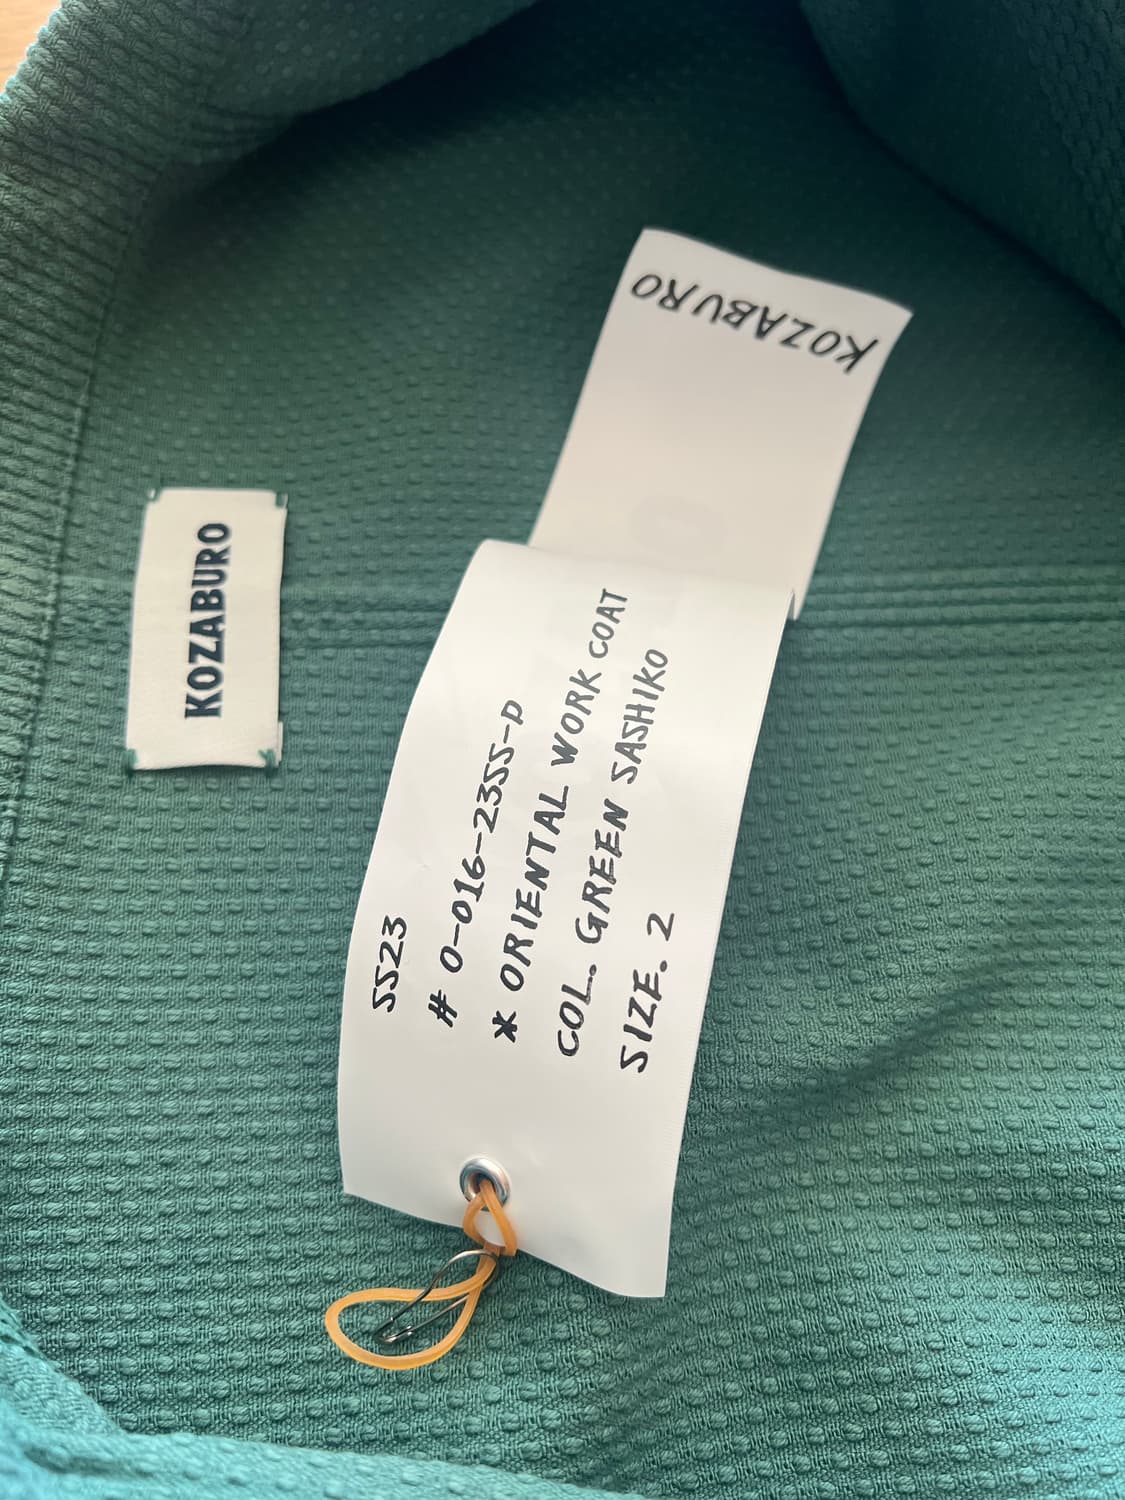 KOZABURO
KOZABURO
SS23
# 0-016-23SS-D
* ORIENTAL WORK COAT
COL. GREEN SASHIKO
SIZE. 2